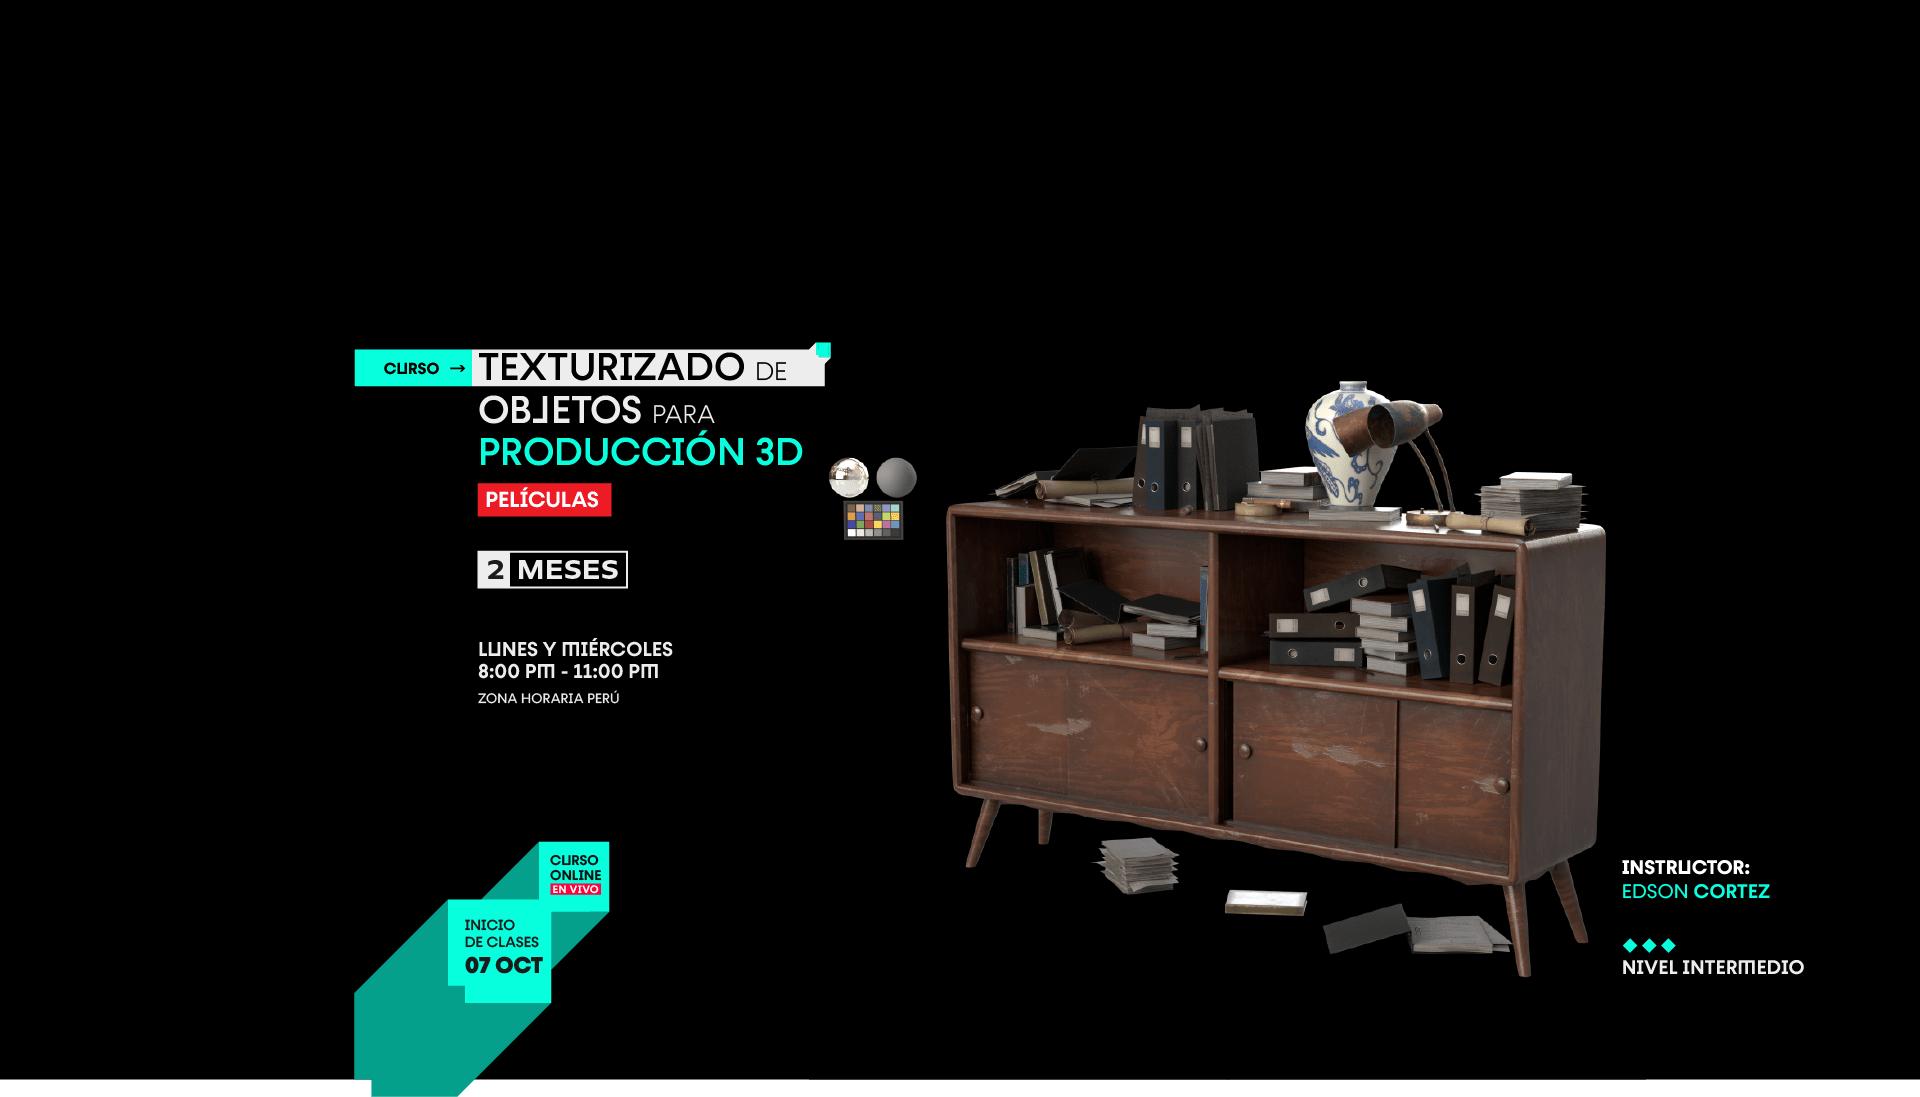 CURSO → TEXTURIZADO DE
OBJETOS PARA
PRODUCCIÓN 3D
PELÍCULAS
2 MESES
LUNES Y MIÉRCOLES
8:00 PM - 11:00 PM
ZONA HORARIA PERÚ
CURSO
ONLINE
EN VIVO
INICIO
DE CLASES
07 OCT
INSTRUCTOR:
EDSON CORTEZ
NIVEL INTERMEDIO